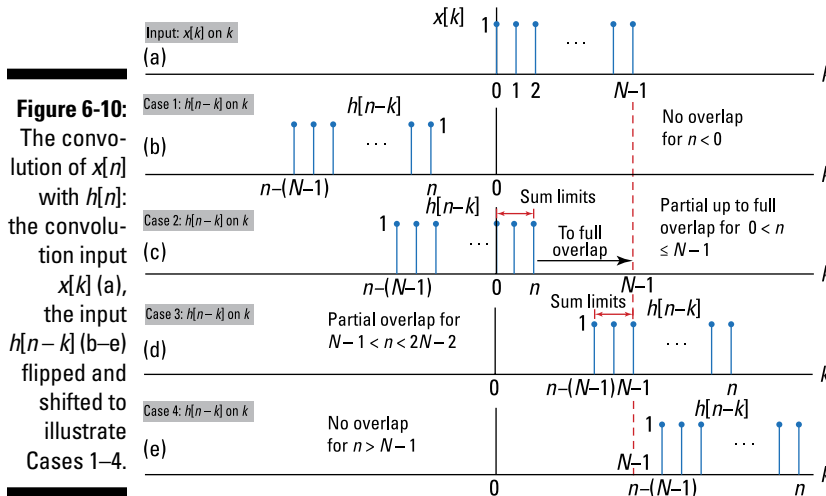 Figure 6-10:
The convo-
lution of x[n]
with h[n]:
the convolu-
tion input
x[k] (a),
the input
h[n – k] (b–e)
flipped and
shifted to
illustrate
Cases 1–4.
Input: x[k] on k
(a)
x[k]
1
...
0 1 2 N–1
Case 1: h[n–k] on k
(b)
h[n–k]
1
...
No overlap
for n < 0
n–(N–1) n 0
k
Case 2: h[n–k] on k
(c)
1
h[n–k]
...
Sum limits
To full
overlap
Partial up to full
overlap for 0 < n
≤ N–1
n–(N–1) 0 n N–1
Case 3: h[n–k] on k
(d)
Partial overlap for
N–1 < n < 2N–2
Sum limits
1
h[n–k]
...
0 n–(N–1) N–1 n
k
Case 4: h[n–k] on k
(e)
No overlap
for n > N–1
1
h[n–k]
...
N–1
0 n–(N–1) n